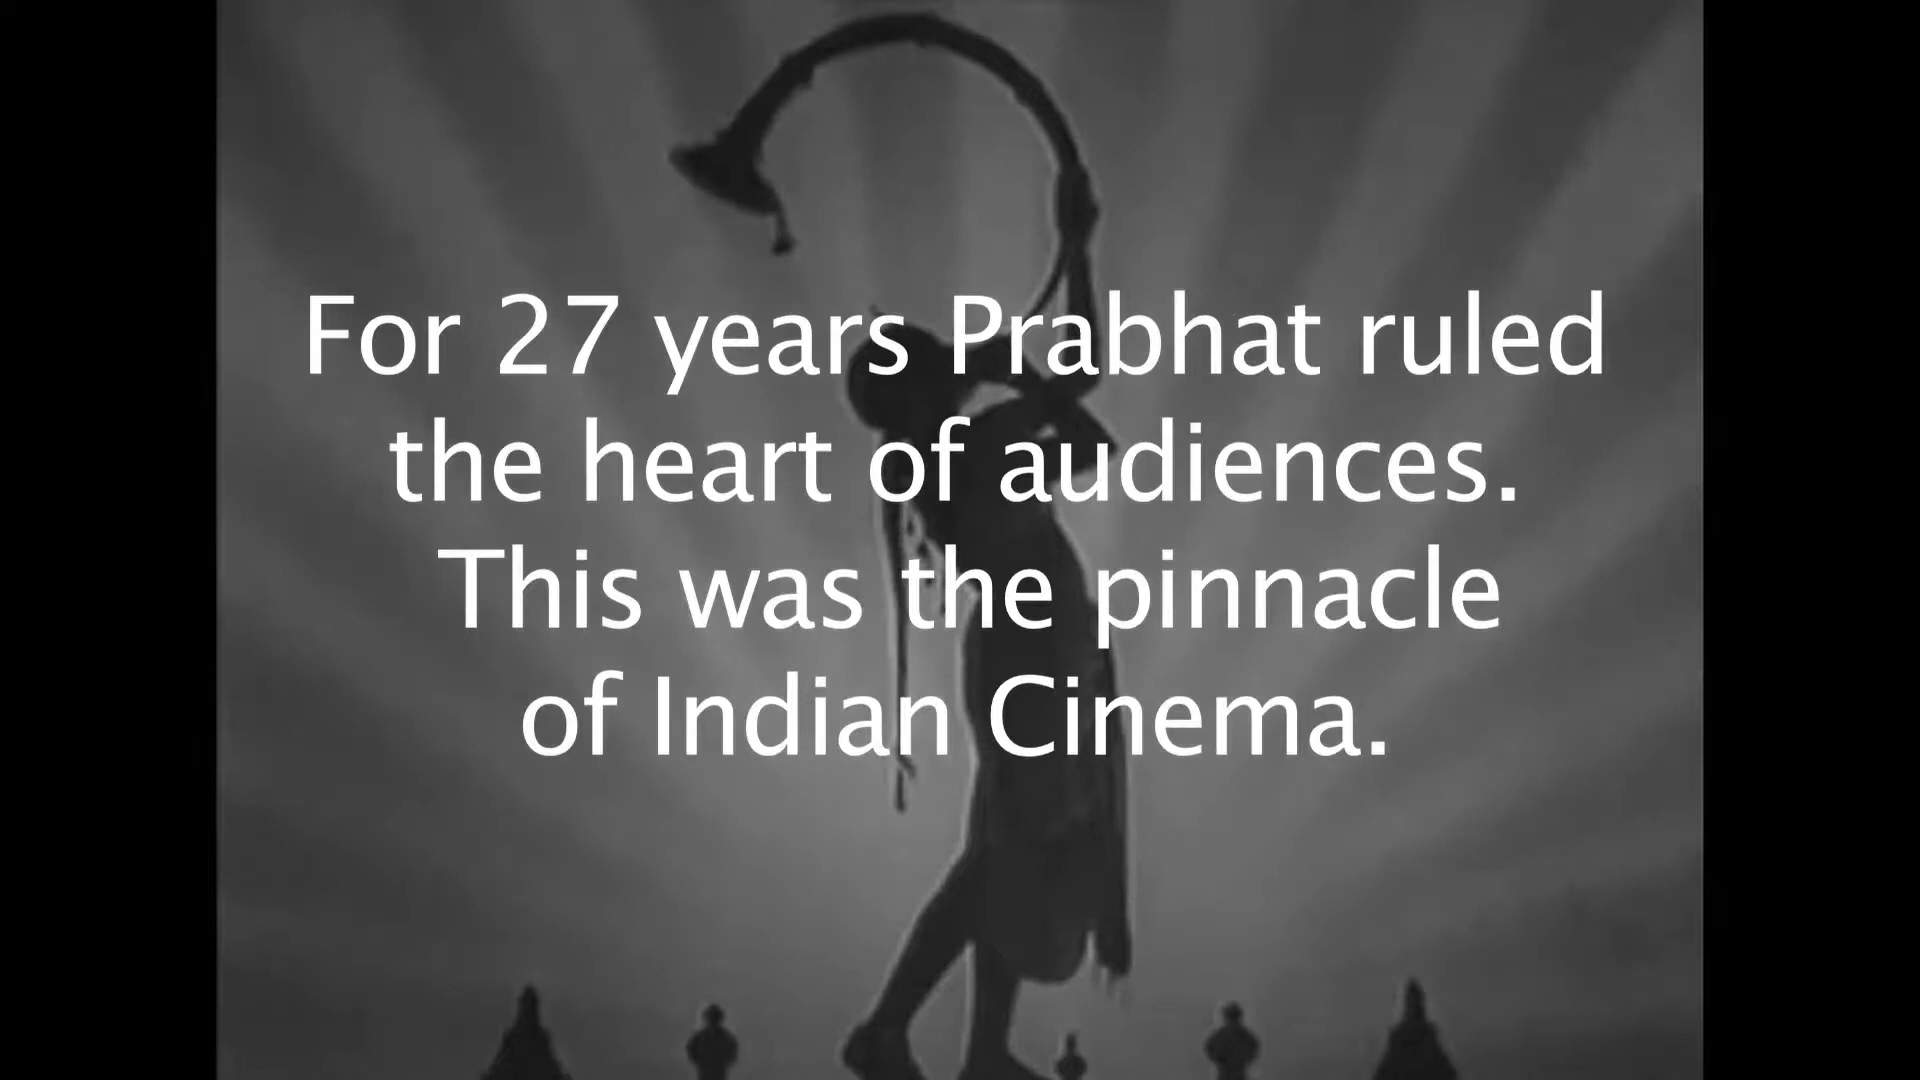 For 27 years Prabhat ruled
the heart of audiences.
This was the pinnacle
of Indian Cinema.